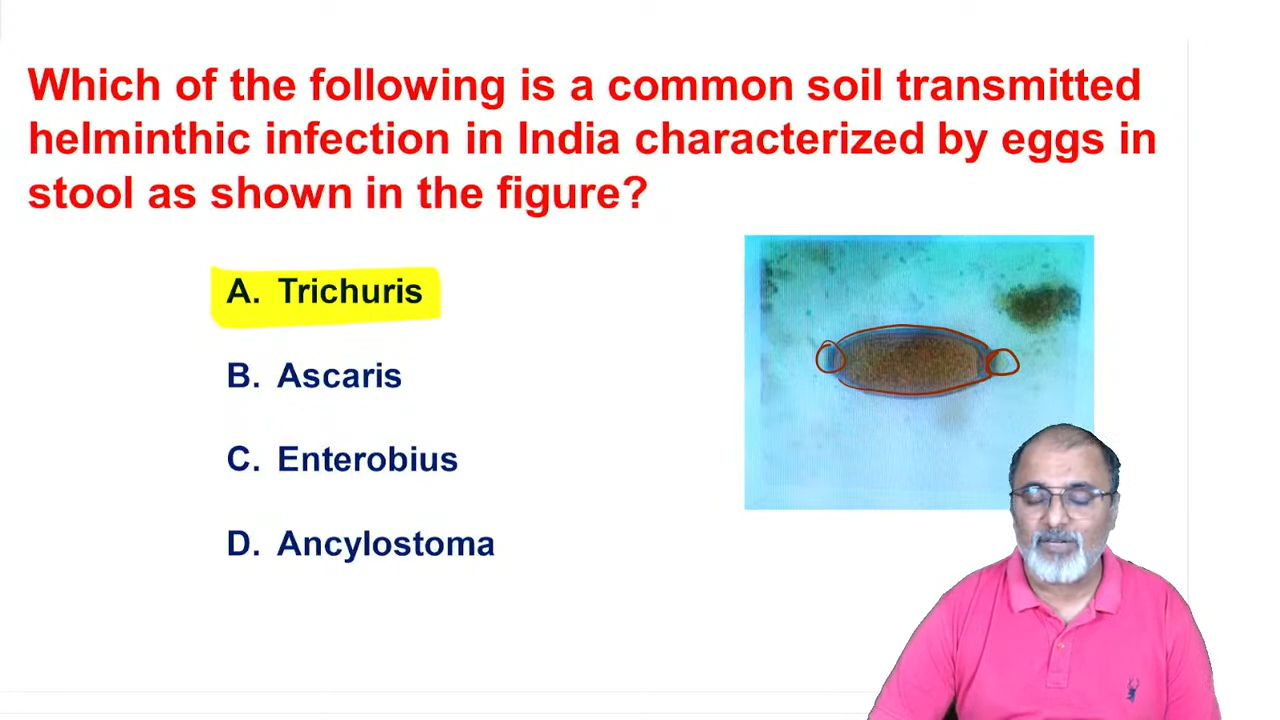 Which of the following is a common soil transmitted
helminthic infection in India characterized by eggs in
stool as shown in the figure?
A. Trichuris
B. Ascaris
C. Enterobius
D. Ancylostoma